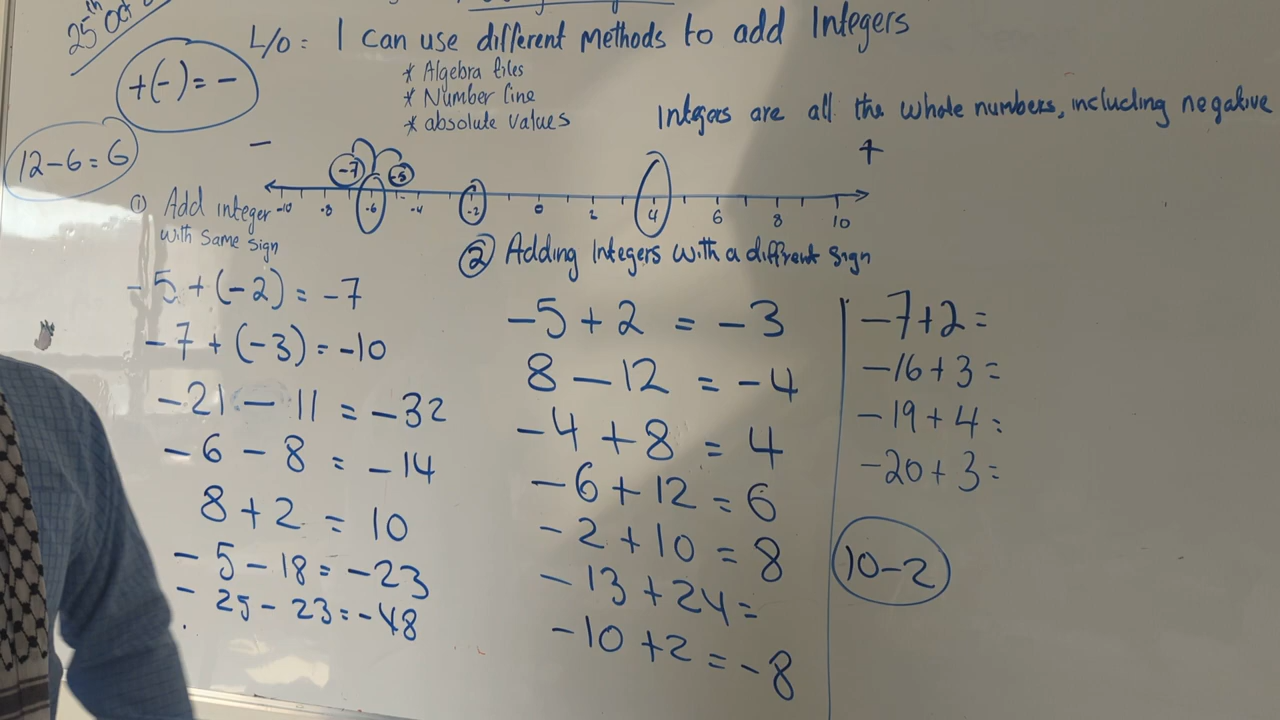 25th Oct
L/O: I can use different Methods to add Integers
+(-) = -
* Algebra tiles
* Number line
* absolute values
Integers are all the whole numbers, including negative
12-6=6
- +
-7 -5
-10 -8 -6 -4 -2 0 2 4 6 8 10
① Add integer
with same sign
-5 + (-2) = -7
-7 + (-3) = -10
-21 - 11 = -32
-6 - 8 = -14
8 + 2 = 10
-5 - 18 = -23
-25 - 23 = -48
② Adding Integers with a different sign
-5 + 2 = -3
8 - 12 = -4
-4 + 8 = 4
-6 + 12 = 6
-2 + 10 = 8
-13 + 24 =
-10 + 2 = -8
-7+2=
-16+3=
-19+4=
-20+3=
10-2